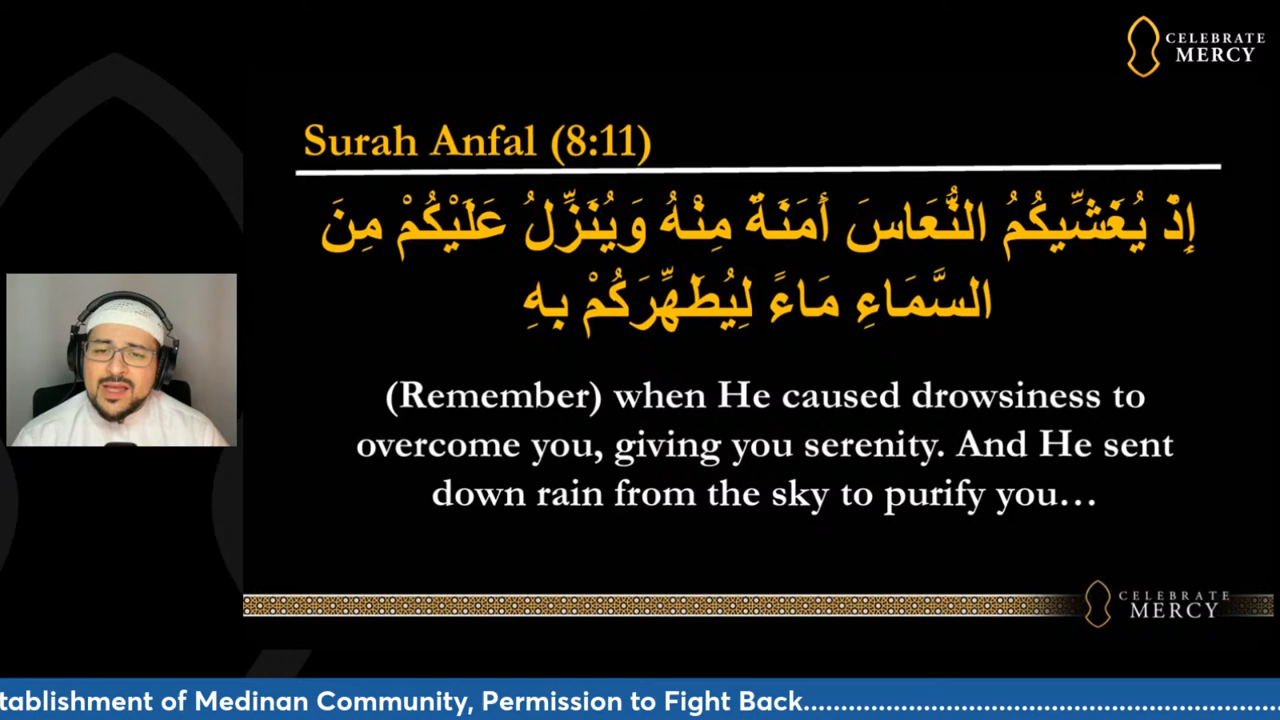 CELEBRATE
MERCY
Surah Anfal (8:11)
إِذْ يُغَشِّيكُمُ النُّعَاسَ أَمَنَةً مِنْهُ وَيُنَزِّلُ عَلَيْكُمْ مِنَ
السَّمَاءِ مَاءً لِيُطَهِّرَكُمْ بِهِ
(Remember) when He caused drowsiness to
overcome you, giving you serenity. And He sent
down rain from the sky to purify you…
CELEBRATE
MERCY
tablishment of Medinan Community, Permission to Fight Back.................................................